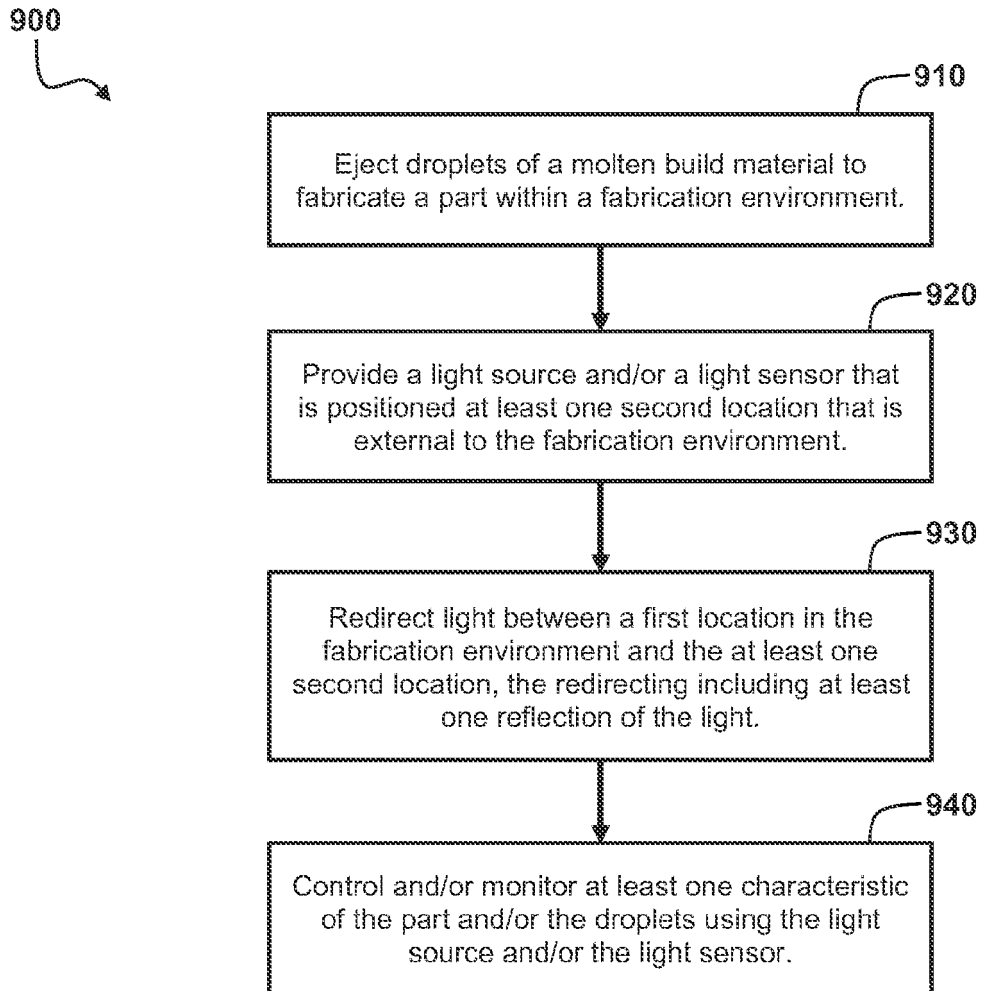 900
910
Eject droplets of a molten build material to
fabricate a part within a fabrication environment.
920
Provide a light source and/or a light sensor that
is positioned at least one second location that is
external to the fabrication environment.
930
Redirect light between a first location in the
fabrication environment and the at least one
second location, the redirecting including at least
one reflection of the light.
940
Control and/or monitor at least one characteristic
of the part and/or the droplets using the light
source and/or the light sensor.